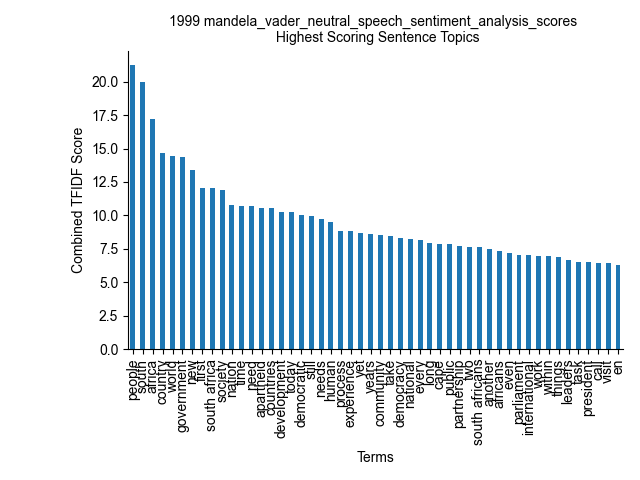 1999 mandela_vader_neutral_speech_sentiment_analysis_scores
Highest Scoring Sentence Topics
Combined TFIDF Score
20.0
17.5
15.0
12.5
10.0
7.5
5.0
2.5
0.0
people
south
africa
country
world
government
new
first
south africa
society
nation
time
need
apartheid
countries
development
today
democratic
still
needs
human
process
experience
yet
years
community
take
democracy
national
every
long
cape
public
partnership
two
south africans
another
africans
even
parliament
international
work
within
things
leaders
task
president
call
visit
en
Terms